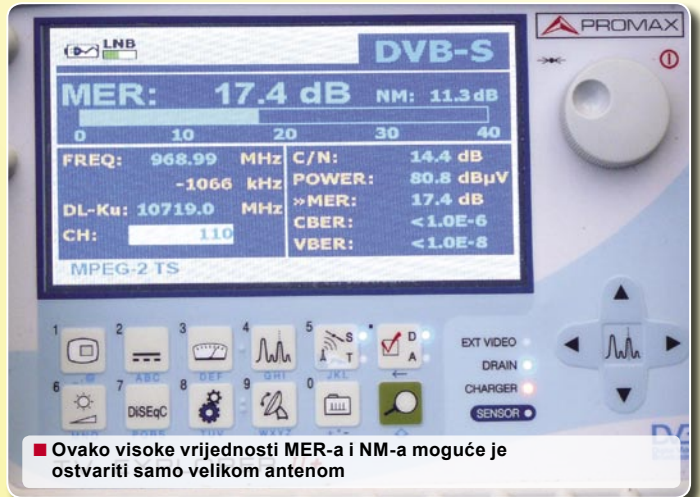 LNB
DVB-S
PROMAX
MER: 17.4 dB NM: 11.3 dB
0 10 20 30 40
FREQ: 968.99 MHz
-1066 kHz
DL-Ku: 10719.0 MHz
CH: 110
C/N: 14.4 dB
POWER: 80.8 dBµV
»MER: 17.4 dB
CBER: <1.0E-6
VBER: <1.0E-8
MPEG-2 TS
1 2 3 4 5 S D
T A
ABC DEF GHI JKL
6 7 8 9 0
DiSEqC
EXT VIDEO
DRAIN
CHARGER
SENSOR
Ovako visoke vrijednosti MER-a i NM-a moguće je
ostvariti samo velikom antenom